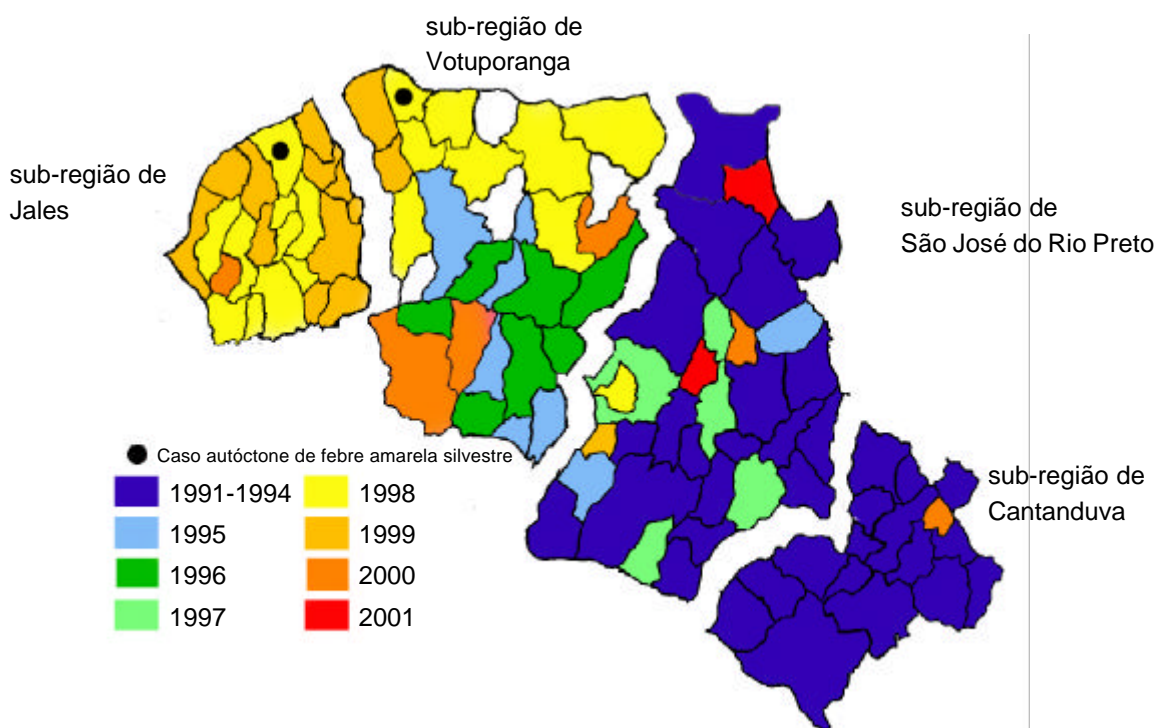 sub-região de
Votuporanga
sub-região de
Jales
sub-região de
São José do Rio Preto
sub-região de
Cantanduva
Caso autóctone de febre amarela silvestre
1991-1994
1995
1996
1997
1998
1999
2000
2001